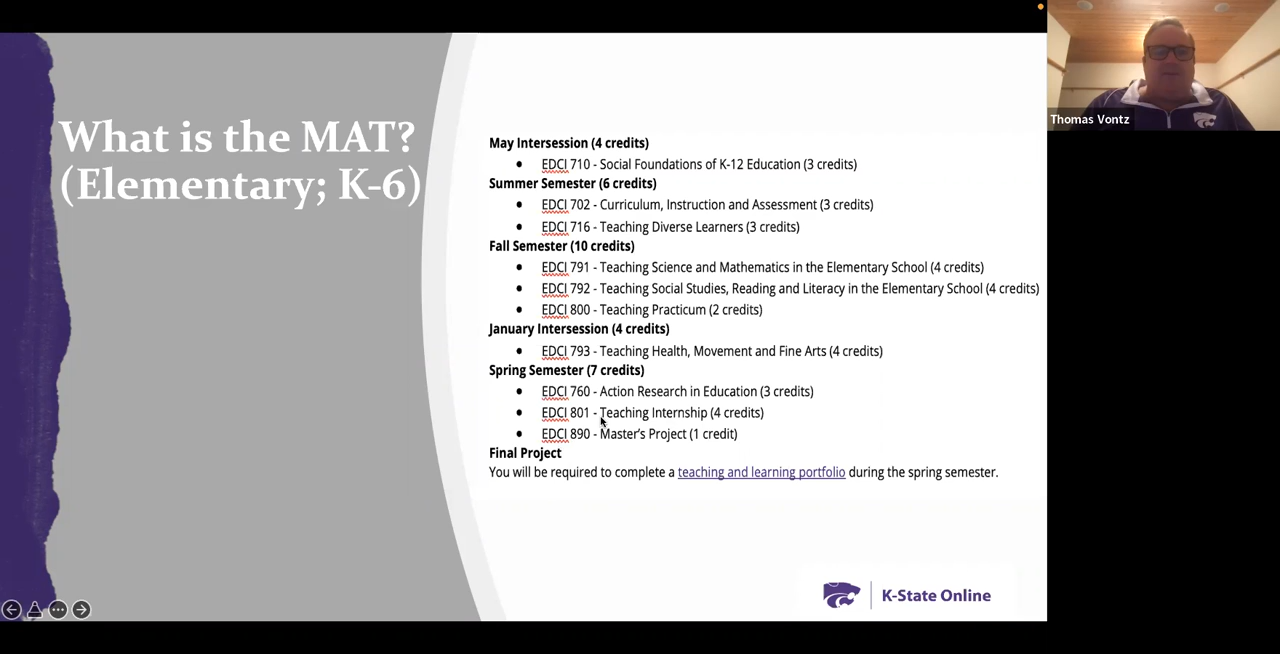 Thomas Vontz
What is the MAT?
(Elementary; K-6)
May Intersession (4 credits)
• EDCI 710 - Social Foundations of K-12 Education (3 credits)
Summer Semester (6 credits)
• EDCI 702 - Curriculum, Instruction and Assessment (3 credits)
• EDCI 716 - Teaching Diverse Learners (3 credits)
Fall Semester (10 credits)
• EDCI 791 - Teaching Science and Mathematics in the Elementary School (4 credits)
• EDCI 792 - Teaching Social Studies, Reading and Literacy in the Elementary School (4 credits)
• EDCI 800 - Teaching Practicum (2 credits)
January Intersession (4 credits)
• EDCI 793 - Teaching Health, Movement and Fine Arts (4 credits)
Spring Semester (7 credits)
• EDCI 760 - Action Research in Education (3 credits)
• EDCI 801 - Teaching Internship (4 credits)
• EDCI 890 - Master's Project (1 credit)
Final Project
You will be required to complete a teaching and learning portfolio during the spring semester.
K-State Online